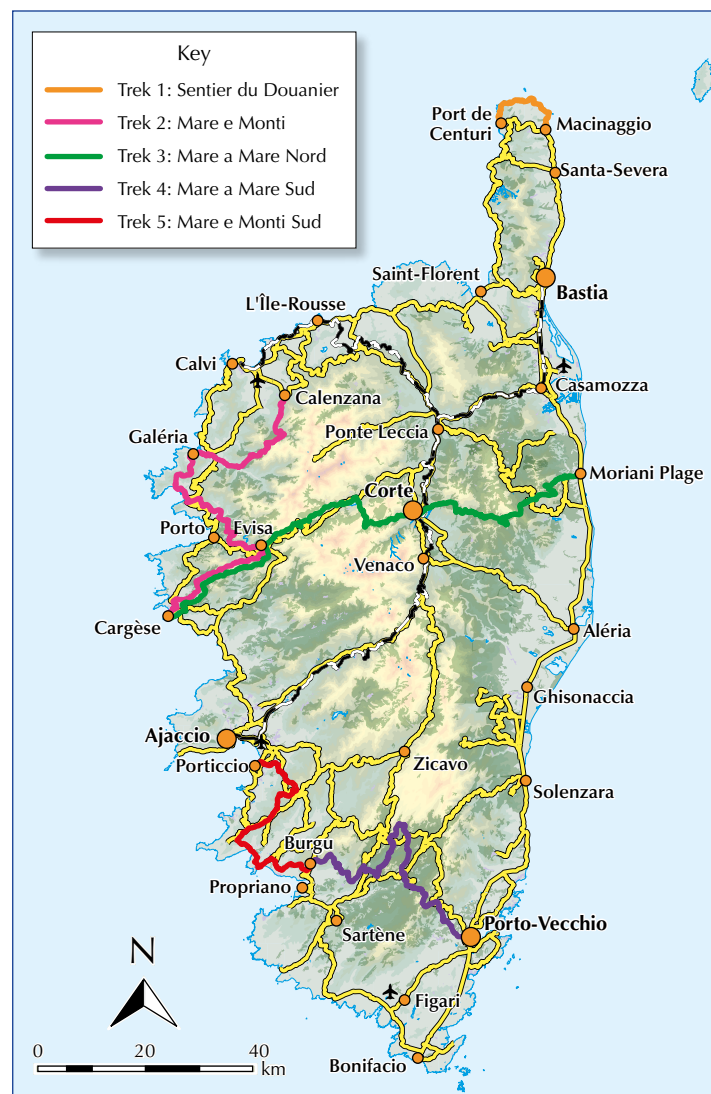 Key
Trek 1: Sentier du Douanier
Trek 2: Mare e Monti
Trek 3: Mare a Mare Nord
Trek 4: Mare a Mare Sud
Trek 5: Mare e Monti Sud
Port de
Centuri
Macinaggio
Santa-Severa
Saint-Florent
Bastia
L'Île-Rousse
Calvi
Casamozza
Calenzana
Ponte Leccia
Galéria
Moriani Plage
Corte
Porto
Evisa
Venaco
Cargèse
Aléria
Ghisonaccia
Ajaccio
Porticcio
Zicavo
Solenzara
Burgu
Propriano
Porto-Vecchio
Sartène
N
Figari
0 20 40
km
Bonifacio